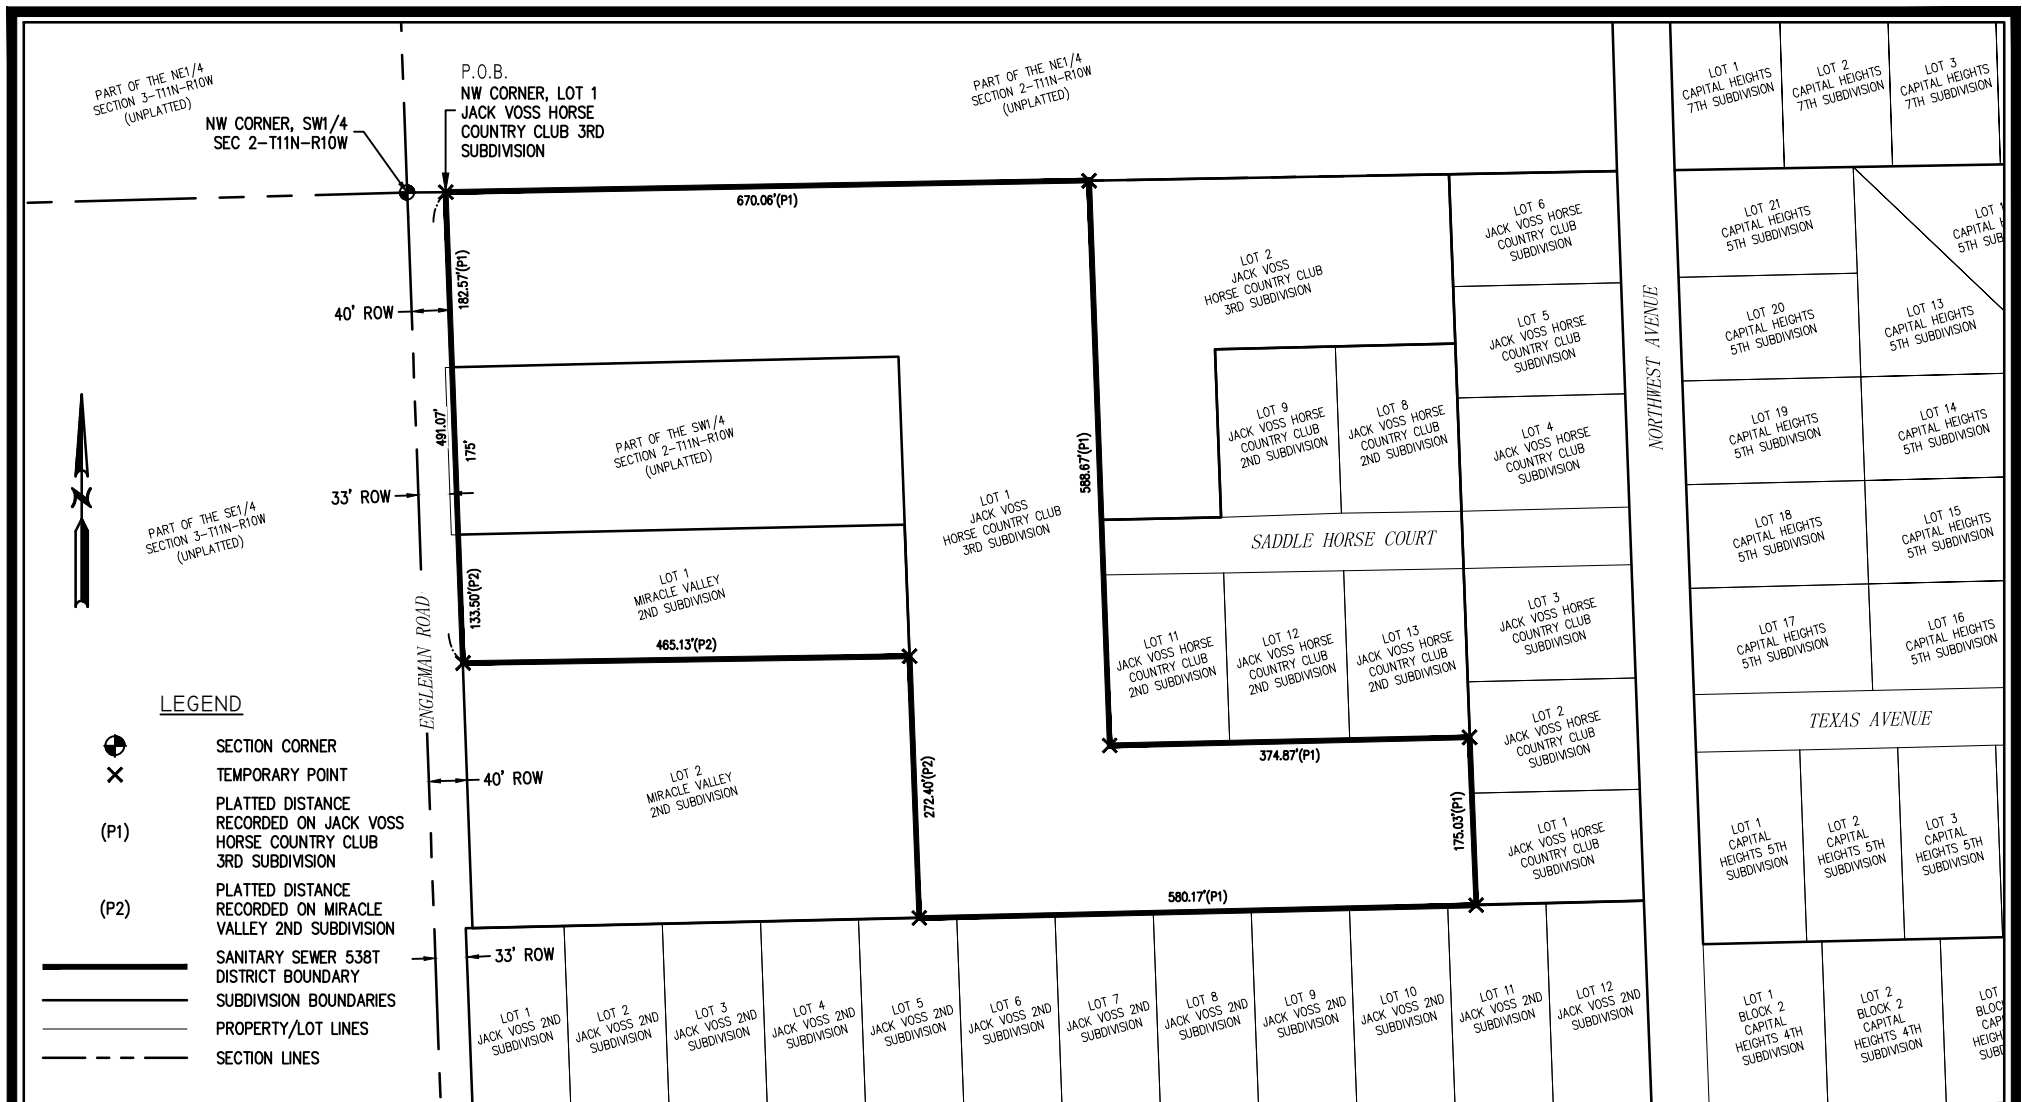 PART OF THE NE1/4
SECTION 3-T11N-R10W
(UNPLATTED)
NW CORNER, SW1/4
SEC 2-T11N-R10W
P.O.B.
NW CORNER, LOT 1
JACK VOSS HORSE
COUNTRY CLUB 3RD
SUBDIVISION
PART OF THE NE1/4
SECTION 2-T11N-R10W
(UNPLATTED)
LOT 1
CAPITAL HEIGHTS
7TH SUBDIVISION
LOT 2
CAPITAL HEIGHTS
7TH SUBDIVISION
LOT 3
CAPITAL HEIGHTS
7TH SUBDIVISION
670.06'(P1)
182.57'(P1)
40' ROW
LOT 2
JACK VOSS
HORSE COUNTRY CLUB
3RD SUBDIVISION
LOT 6
JACK VOSS HORSE
COUNTRY CLUB
SUBDIVISION
LOT 5
JACK VOSS HORSE
COUNTRY CLUB
SUBDIVISION
LOT 4
JACK VOSS HORSE
COUNTRY CLUB
SUBDIVISION
NORTHWEST AVENUE
LOT 21
CAPITAL HEIGHTS
5TH SUBDIVISION
LOT
CAPITAL
5TH
LOT 20
CAPITAL HEIGHTS
5TH SUBDIVISION
LOT 13
CAPITAL HEIGHTS
5TH SUBDIVISION
LOT 19
CAPITAL HEIGHTS
5TH SUBDIVISION
LOT 14
CAPITAL HEIGHTS
5TH SUBDIVISION
LOT 18
CAPITAL HEIGHTS
5TH SUBDIVISION
LOT 15
CAPITAL HEIGHTS
5TH SUBDIVISION
LOT 17
CAPITAL HEIGHTS
5TH SUBDIVISION
LOT 16
CAPITAL HEIGHTS
5TH SUBDIVISION
491.07'
175'
33' ROW
PART OF THE SW1/4
SECTION 2-T11N-R10W
(UNPLATTED)
588.67'(P1)
LOT 9
JACK VOSS HORSE
COUNTRY CLUB
2ND SUBDIVISION
LOT 8
JACK VOSS HORSE
COUNTRY CLUB
2ND SUBDIVISION
N
PART OF THE SE1/4
SECTION 3-T11N-R10W
(UNPLATTED)
LOT 1
JACK VOSS
HORSE COUNTRY CLUB
3RD SUBDIVISION
SADDLE HORSE COURT
133.50'(P2)
LOT 1
MIRACLE VALLEY
2ND SUBDIVISION
465.13'(P2)
ENGLEMAN ROAD
LOT 11
JACK VOSS HORSE
COUNTRY CLUB
2ND SUBDIVISION
LOT 12
JACK VOSS HORSE
COUNTRY CLUB
2ND SUBDIVISION
LOT 13
JACK VOSS HORSE
COUNTRY CLUB
2ND SUBDIVISION
LOT 3
JACK VOSS HORSE
COUNTRY CLUB
SUBDIVISION
LOT 2
JACK VOSS HORSE
COUNTRY CLUB
SUBDIVISION
LOT 1
JACK VOSS HORSE
COUNTRY CLUB
SUBDIVISION
TEXAS AVENUE
374.87'(P1)
175.03'(P1)
272.40'(P2)
580.17'(P1)
40' ROW
LOT 2
MIRACLE VALLEY
2ND SUBDIVISION
LOT 1
CAPITAL
HEIGHTS 5TH
SUBDIVISION
LOT 2
CAPITAL
HEIGHTS 5TH
SUBDIVISION
LOT 3
CAPITAL
HEIGHTS 5TH
SUBDIVISION
LEGEND
SECTION CORNER
TEMPORARY POINT
(P1)
PLATTED DISTANCE
RECORDED ON JACK VOSS
HORSE COUNTRY CLUB
3RD SUBDIVISION
(P2)
PLATTED DISTANCE
RECORDED ON MIRACLE
VALLEY 2ND SUBDIVISION
SANITARY SEWER 538T
DISTRICT BOUNDARY
SUBDIVISION BOUNDARIES
PROPERTY/LOT LINES
SECTION LINES
33' ROW
LOT 1
JACK VOSS 2ND
SUBDIVISION
LOT 2
JACK VOSS 2ND
SUBDIVISION
LOT 3
JACK VOSS 2ND
SUBDIVISION
LOT 4
JACK VOSS 2ND
SUBDIVISION
LOT 5
JACK VOSS 2ND
SUBDIVISION
LOT 6
JACK VOSS 2ND
SUBDIVISION
LOT 7
JACK VOSS 2ND
SUBDIVISION
LOT 8
JACK VOSS 2ND
SUBDIVISION
LOT 9
JACK VOSS 2ND
SUBDIVISION
LOT 10
JACK VOSS 2ND
SUBDIVISION
LOT 11
JACK VOSS 2ND
SUBDIVISION
LOT 12
JACK VOSS 2ND
SUBDIVISION
LOT 1
BLOCK 2
CAPITAL
HEIGHTS 4TH
SUBDIVISION
LOT 2
BLOCK 2
CAPITAL
HEIGHTS 4TH
SUBDIVISION
LOT